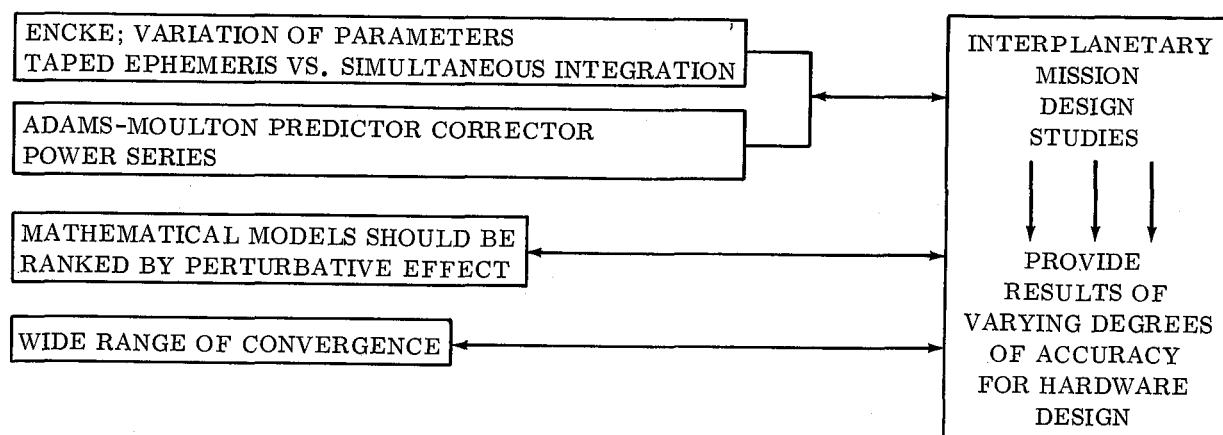 ENCKE; VARIATION OF PARAMETERS
TAPED EPHEMERIS VS. SIMULTANEOUS INTEGRATION
ADAMS-MOULTON PREDICTOR CORRECTOR
POWER SERIES
MATHEMATICAL MODELS SHOULD BE
RANKED BY PERTURBATIVE EFFECT
WIDE RANGE OF CONVERGENCE
INTERPLANETARY
MISSION
DESIGN
STUDIES
PROVIDE
RESULTS OF
VARYING DEGREES
OF ACCURACY
FOR HARDWARE
DESIGN